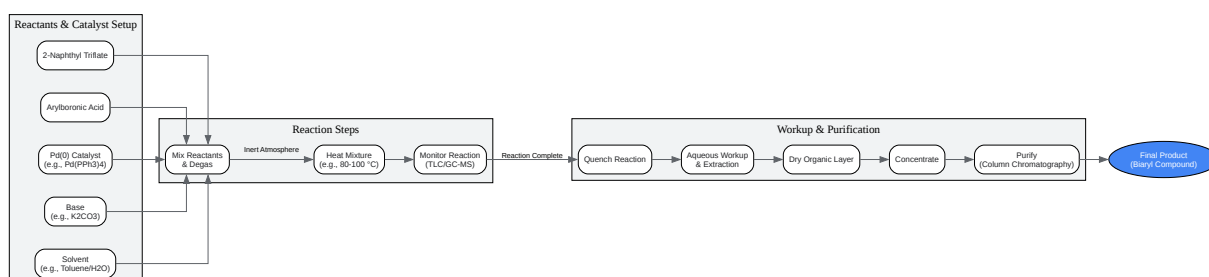 Reactants & Catalyst Setup
2-Naphthyl Triflate
Arylboronic Acid
Pd(0) Catalyst
(e.g., Pd(PPh3)4)
Base
(e.g., K2CO3)
Solvent
(e.g., Toluene/H2O)
Reaction Steps
Mix Reactants
& Degas
Inert Atmosphere
Heat Mixture
(e.g., 80-100 °C)
Monitor Reaction
(TLC/GC-MS)
Reaction Complete
Workup & Purification
Quench Reaction
Aqueous Workup
& Extraction
Dry Organic Layer
Concentrate
Purify
(Column Chromatography)
Final Product
(Biaryl Compound)